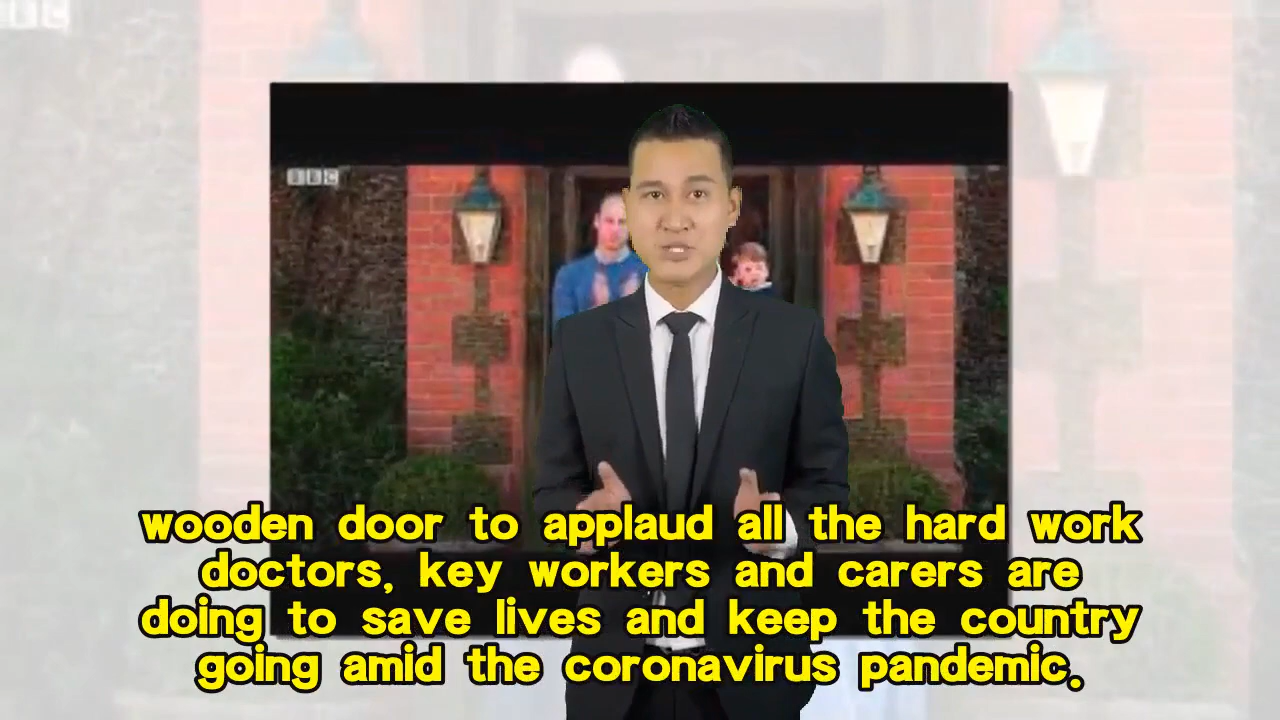 BBC
BBC
wooden door to applaud all the hard work
doctors, key workers and carers are
doing to save lives and keep the country
going amid the coronavirus pandemic.